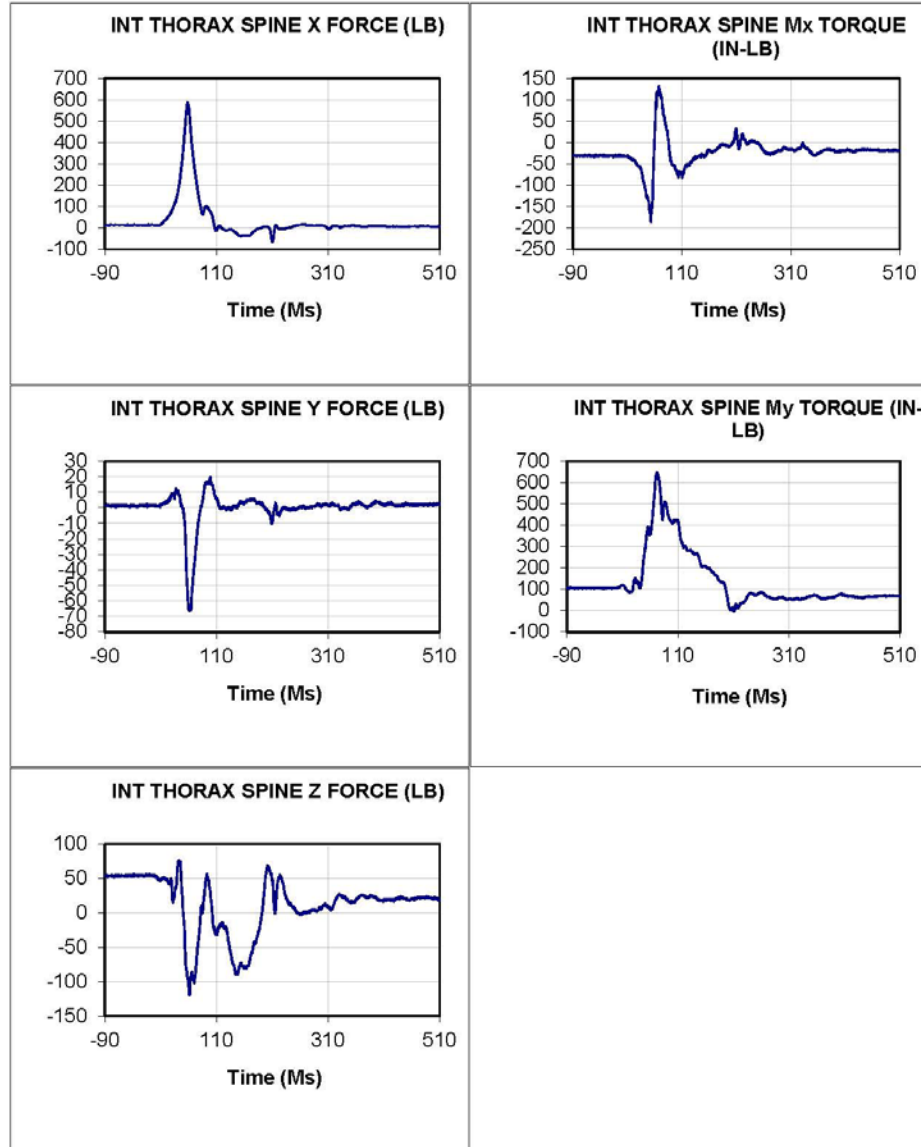 INT THORAX SPINE X FORCE (LB)
700
600
500
400
300
200
100
0
-100
-90 110 310 510
Time (Ms)
INT THORAX SPINE Mx TORQUE
(IN-LB)
150
100
50
0
-50
-100
-150
-200
-250
-90 110 310 510
Time (Ms)
INT THORAX SPINE Y FORCE (LB)
30
20
10
0
-10
-20
-30
-40
-50
-60
-70
-80
-90 110 310 510
Time (Ms)
INT THORAX SPINE My TORQUE (IN-
LB)
700
600
500
400
300
200
100
0
-100
-90 110 310 510
Time (Ms)
INT THORAX SPINE Z FORCE (LB)
100
50
0
-50
-100
-150
-90 110 310 510
Time (Ms)